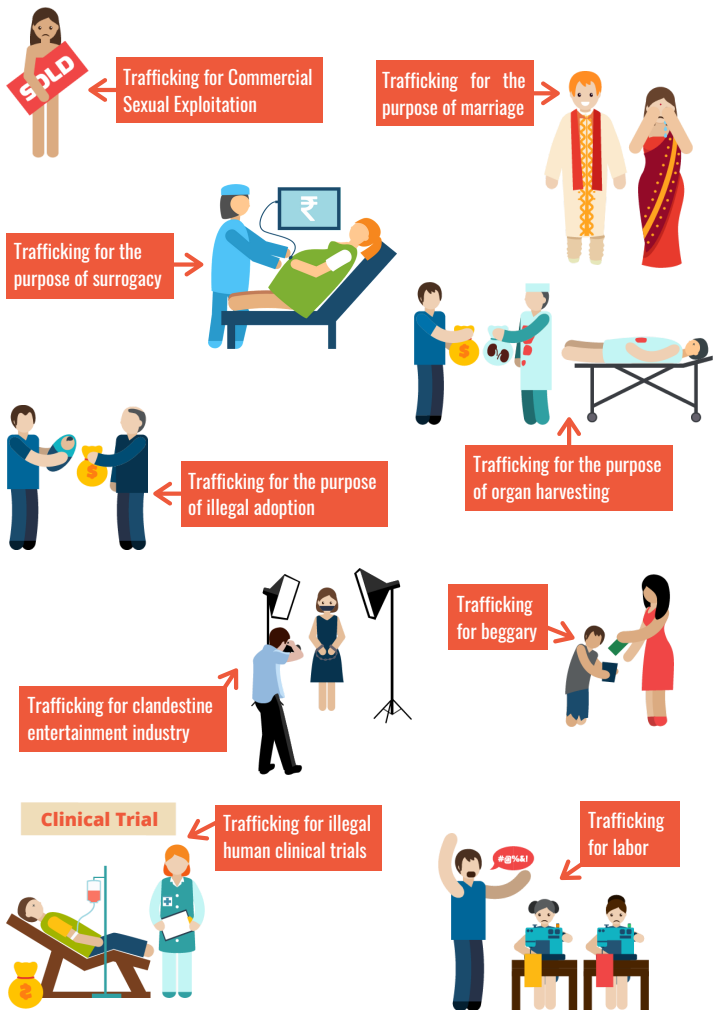 SOLD
Trafficking for Commercial
Sexual Exploitation
Trafficking for the
purpose of marriage
₹
Trafficking for the
purpose of surrogacy
$
Trafficking for the purpose
of organ harvesting
$
Trafficking for the purpose
of illegal adoption
Trafficking
for beggary
Trafficking for clandestine
entertainment industry
Clinical Trial
Trafficking for illegal
human clinical trials
$
Trafficking
for labor
#@%&!